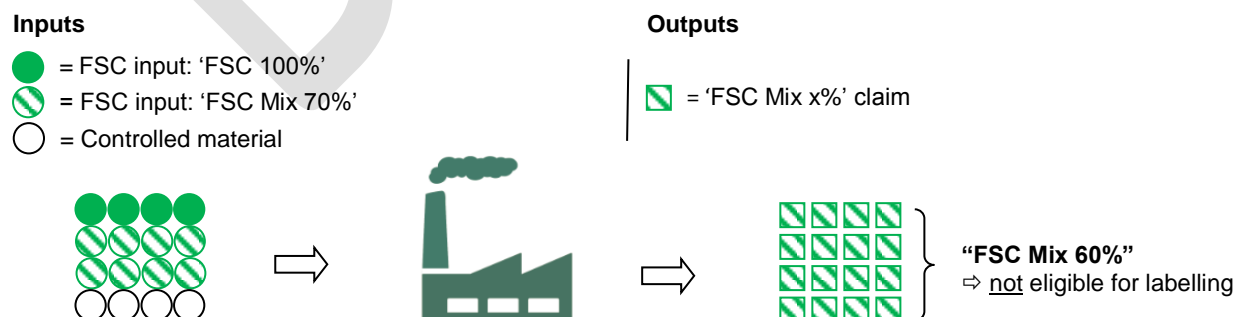 Inputs
Outputs
= FSC input: ‘FSC 100%’
= FSC input: ‘FSC Mix 70%’
= ‘FSC Mix x%’ claim
= Controlled material
“FSC Mix 60%”
⇨ not eligible for labelling